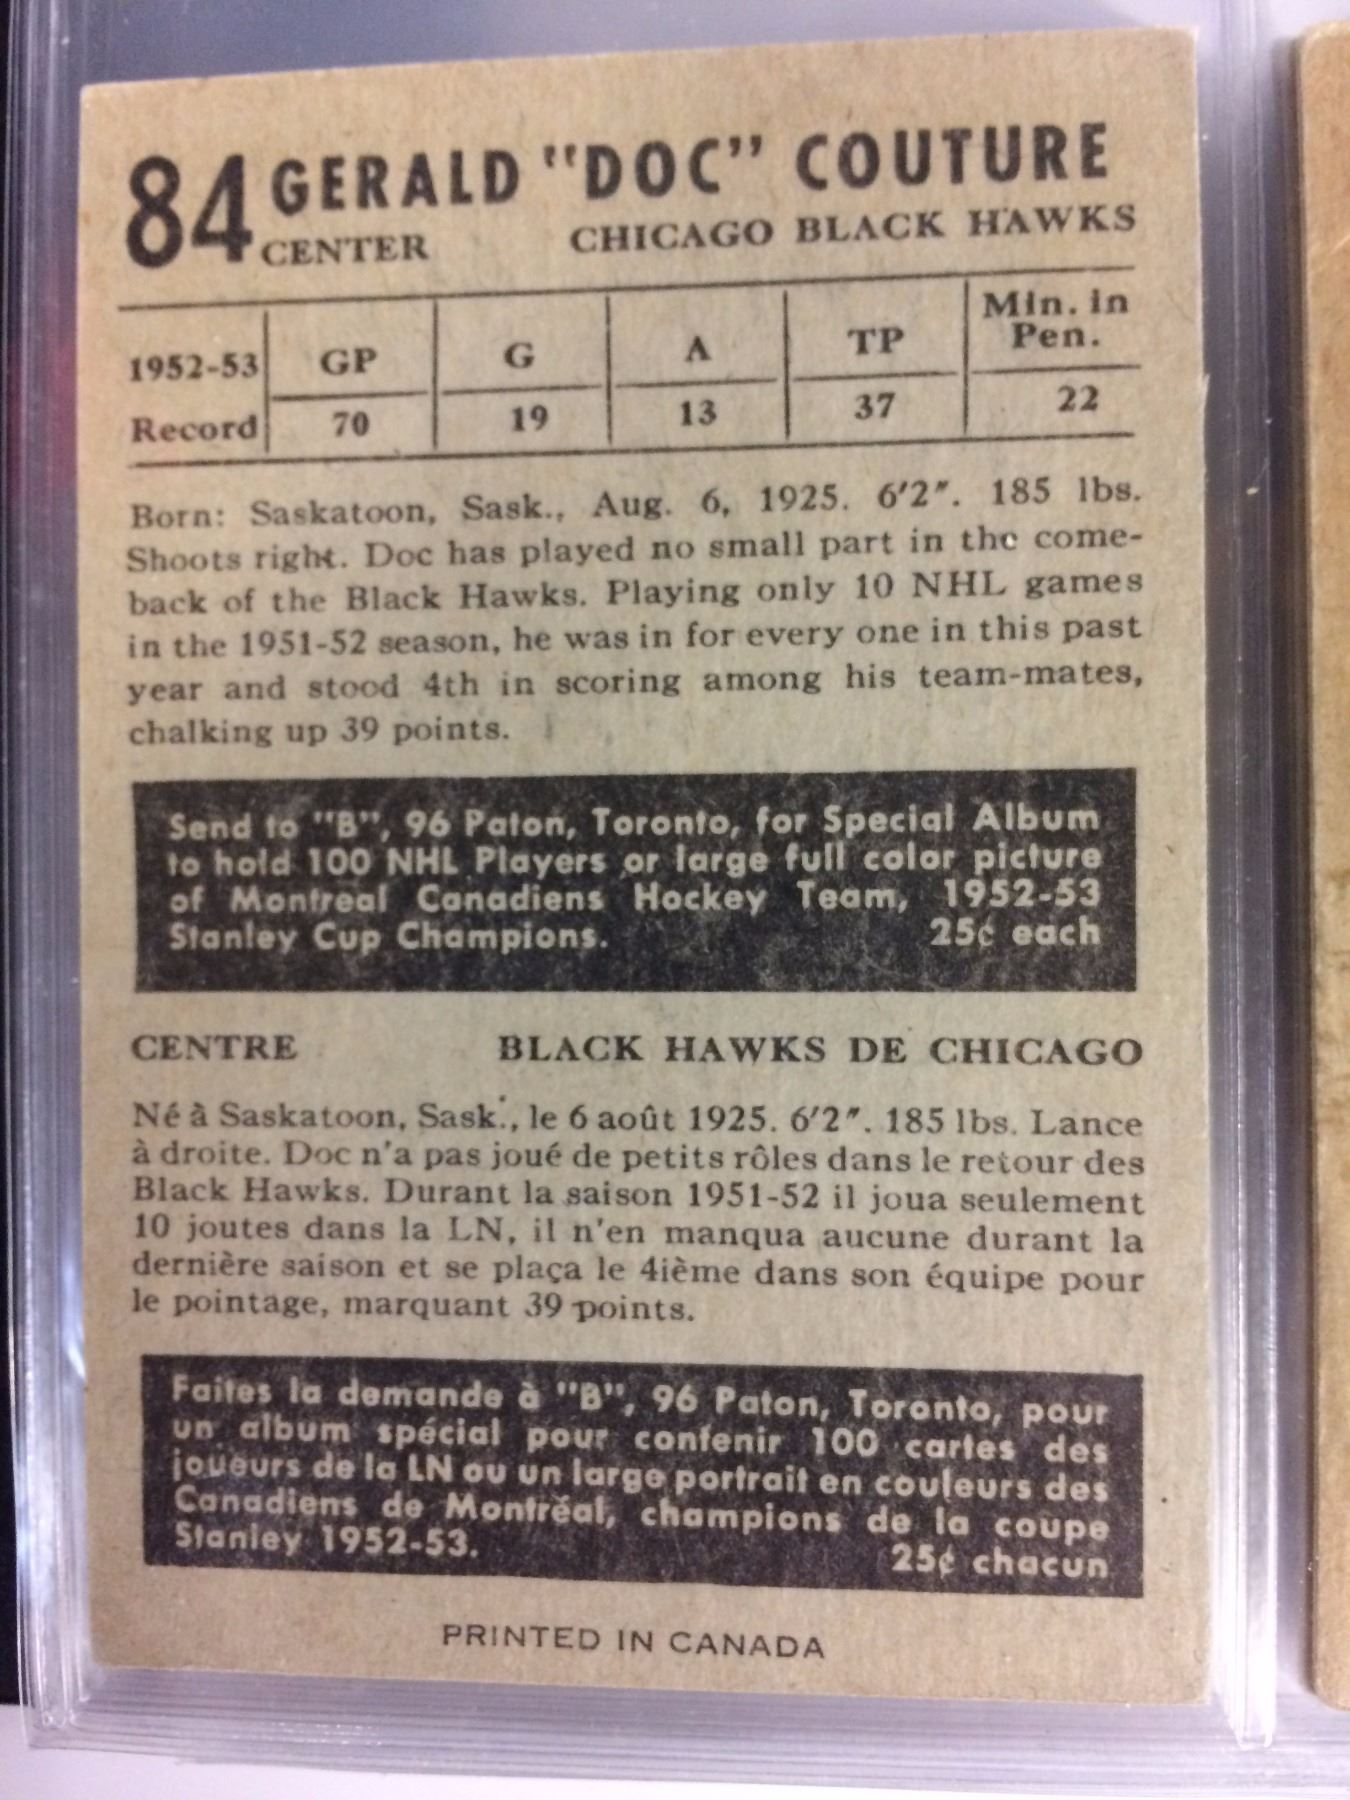 84 GERALD "DOC" COUTURE
CENTER CHICAGO BLACK HAWKS
1952-53 GP G A TP Min. in Pen.
Record 70 19 13 37 22
Born: Saskatoon, Sask., Aug. 6, 1925. 6'2". 185 lbs.
Shoots right. Doc has played no small part in the come-
back of the Black Hawks. Playing only 10 NHL games
in the 1951-52 season, he was in for every one in this past
year and stood 4th in scoring among his team-mates,
chalking up 39 points.
Send to "B", 96 Paton, Toronto, for Special Album
to hold 100 NHL Players or large full color picture
of Montreal Canadiens Hockey Team, 1952-53
Stanley Cup Champions. 25¢ each
CENTRE BLACK HAWKS DE CHICAGO
Né à Saskatoon, Sask., le 6 août 1925. 6'2". 185 lbs. Lance
à droite. Doc n'a pas joué de petits rôles dans le retour des
Black Hawks. Durant la saison 1951-52 il joua seulement
10 joutes dans la LN, il n'en manqua aucune durant la
dernière saison et se plaça le 4ième dans son équipe pour
le pointage, marquant 39 points.
Faites la demande à "B", 96 Paton, Toronto, pour
un album spécial pour contenir 100 cartes des
joueurs de la LN ou un large portrait en couleurs des
Canadiens de Montréal, champions de la coupe
Stanley 1952-53. 25¢ chacun
PRINTED IN CANADA